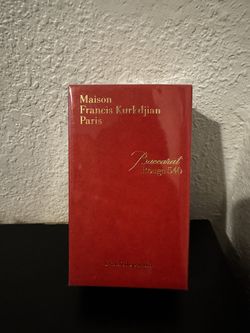 Maison
Francis Kurkdjian
Paris
Baccarat
Rouge 540